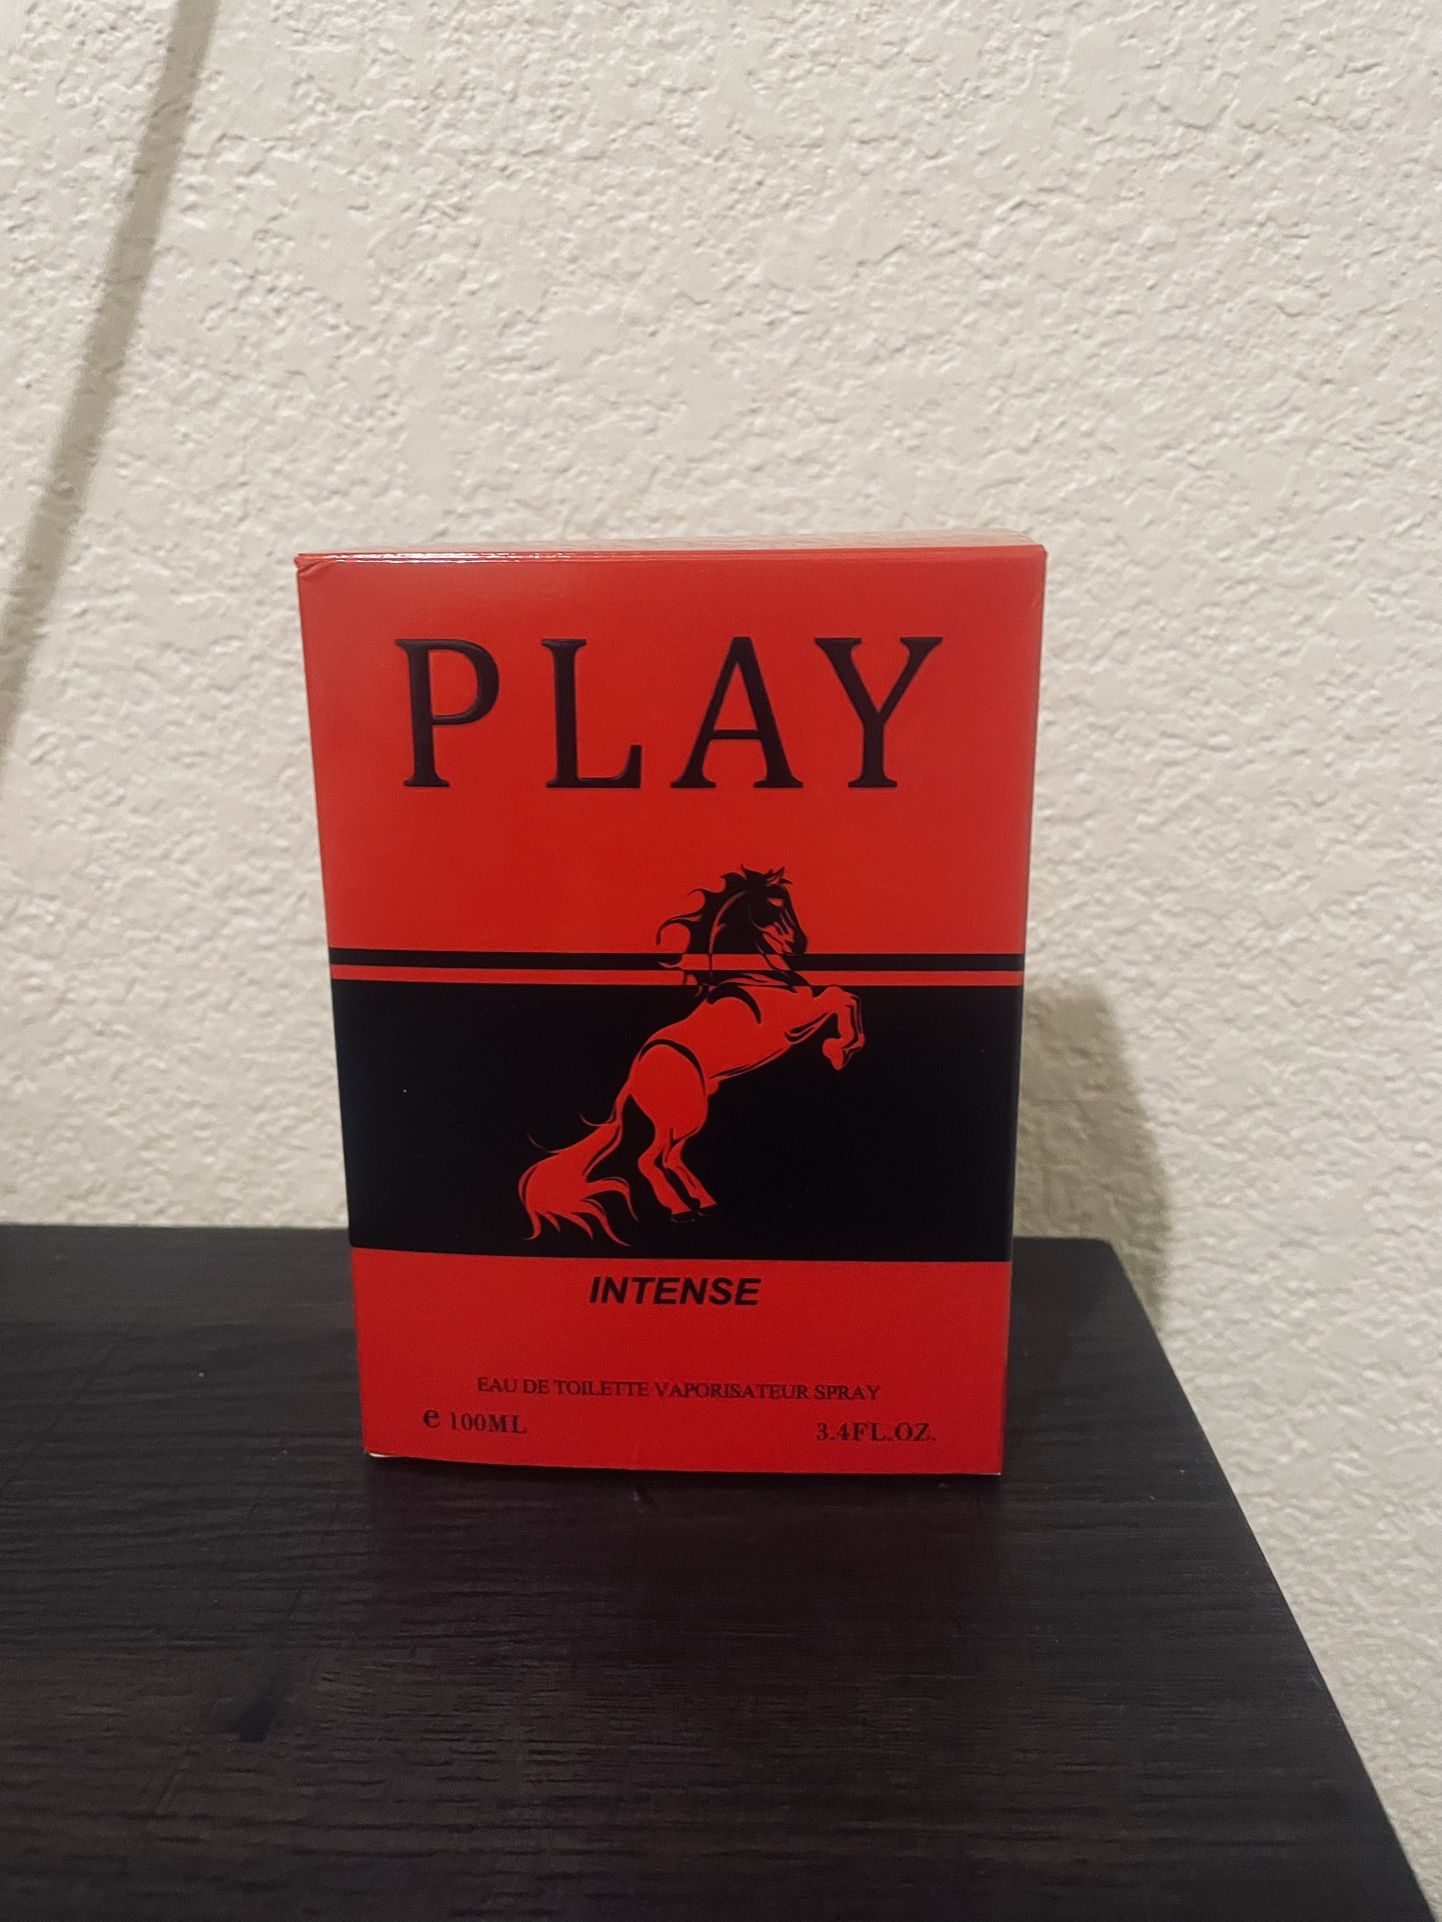 PLAY
INTENSE
EAU DE TOILETTE VAPORISATEUR SPRAY
℮ 100ML 3.4FL.OZ.